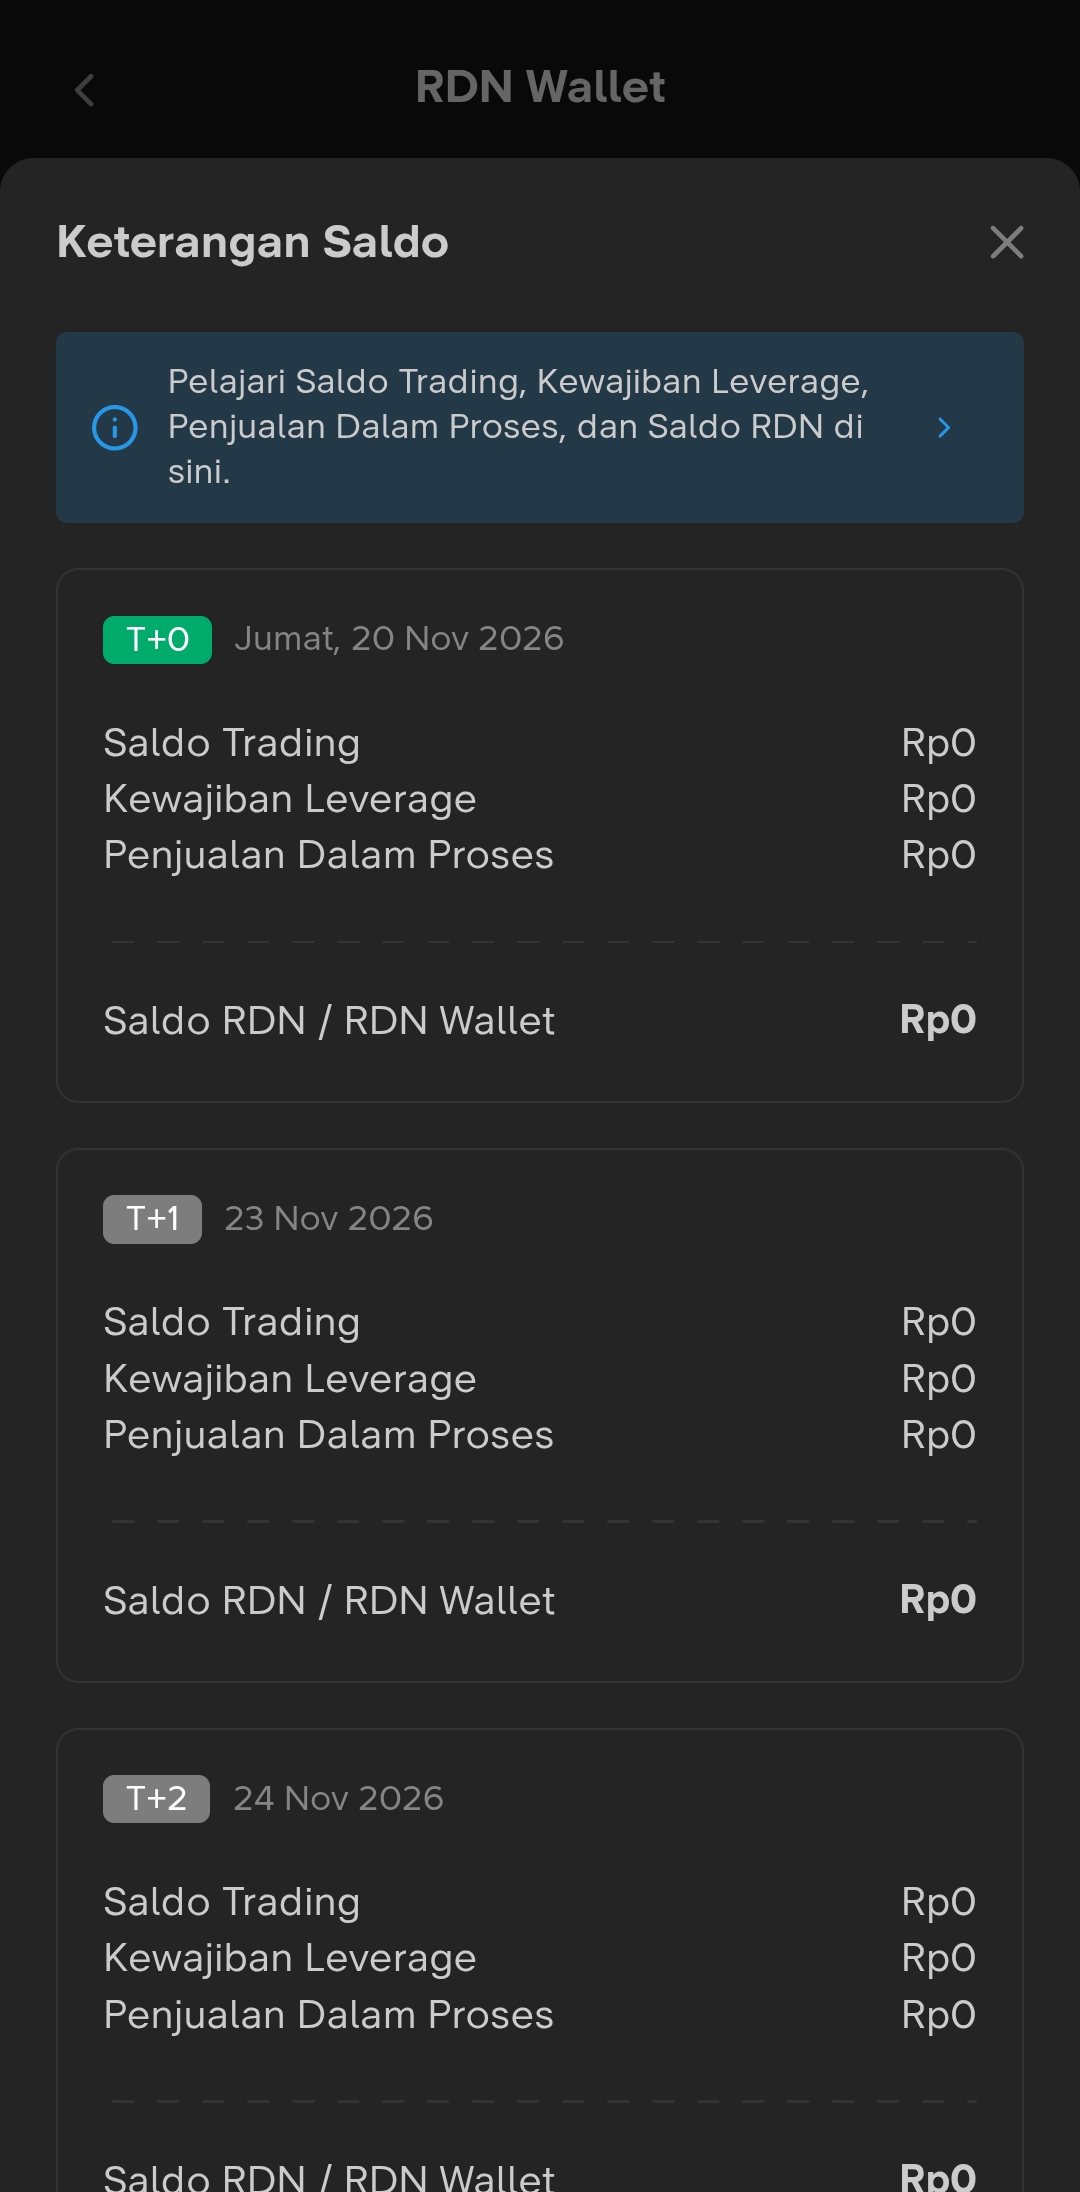 RDN Wallet
Keterangan Saldo
Pelajari Saldo Trading, Kewajiban Leverage,
Penjualan Dalam Proses, dan Saldo RDN di
sini.
T+0 Jumat, 20 Nov 2026
Saldo Trading Rp0
Kewajiban Leverage Rp0
Penjualan Dalam Proses Rp0
Saldo RDN / RDN Wallet Rp0
T+1 23 Nov 2026
Saldo Trading Rp0
Kewajiban Leverage Rp0
Penjualan Dalam Proses Rp0
Saldo RDN / RDN Wallet Rp0
T+2 24 Nov 2026
Saldo Trading Rp0
Kewajiban Leverage Rp0
Penjualan Dalam Proses Rp0
Saldo RDN / RDN Wallet Rp0